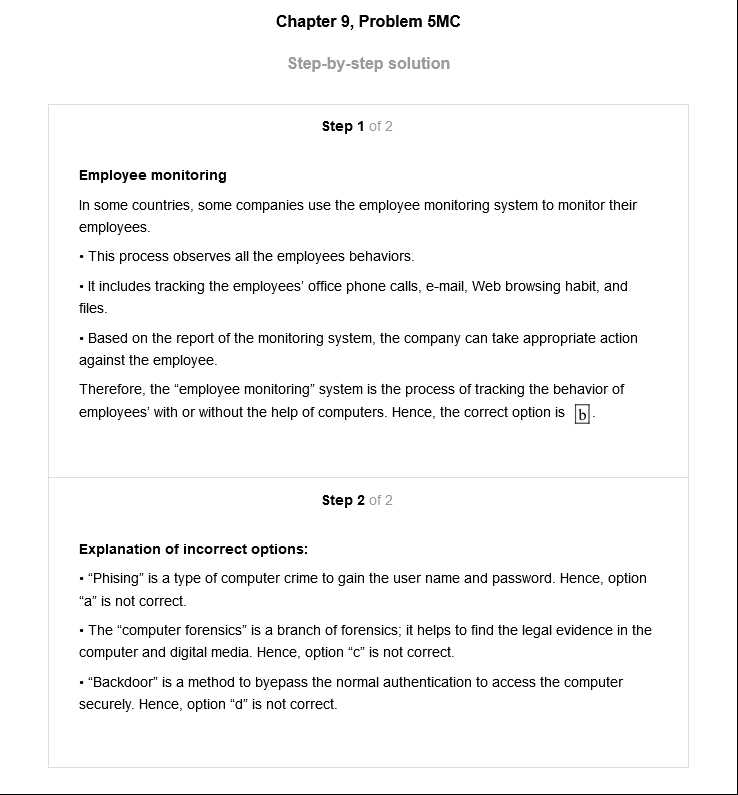 Chapter 9, Problem 5MC
Step-by-step solution
Step 1 of 2
Employee monitoring
In some countries, some companies use the employee monitoring system to monitor their
employees.
• This process observes all the employees behaviors.
• It includes tracking the employees’ office phone calls, e-mail, Web browsing habit, and
files.
• Based on the report of the monitoring system, the company can take appropriate action
against the employee.
Therefore, the “employee monitoring” system is the process of tracking the behavior of
employees’ with or without the help of computers. Hence, the correct option is b.
Step 2 of 2
Explanation of incorrect options:
• “Phising” is a type of computer crime to gain the user name and password. Hence, option
“a” is not correct.
• The “computer forensics” is a branch of forensics; it helps to find the legal evidence in the
computer and digital media. Hence, option “c” is not correct.
• “Backdoor” is a method to byepass the normal authentication to access the computer
securely. Hence, option “d” is not correct.